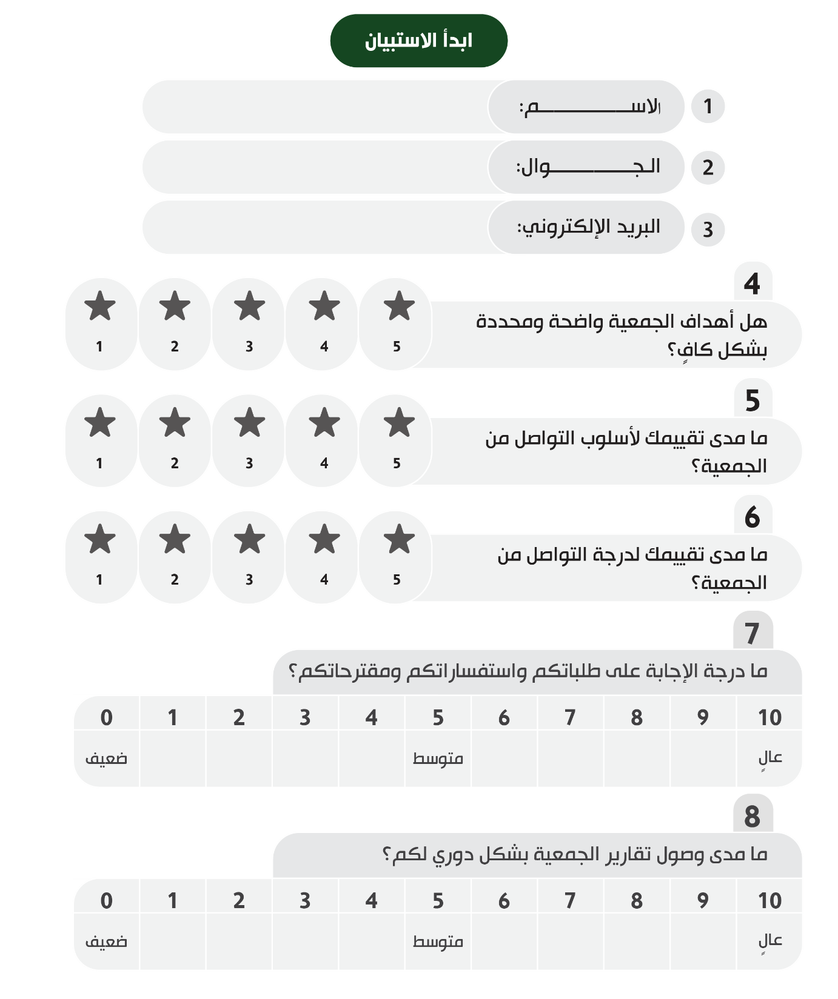 ابدأ الاستبيان
1 الاســـــــــــــــم:
2 الـجــــــــــــوال:
3 البريد الإلكتروني:
4
هل أهداف الجمعية واضحة ومحددة
بشكل كافٍ؟
5 4 3 2 1
5
ما مدى تقييمك لأسلوب التواصل من
الجمعية؟
5 4 3 2 1
6
ما مدى تقييمك لدرجة التواصل من
الجمعية؟
5 4 3 2 1
7
ما درجة الإجابة على طلباتكم واستفساراتكم ومقترحاتكم؟
10 9 8 7 6 5 4 3 2 1 0
عالٍ متوسط ضعيف
8
ما مدى وصول تقارير الجمعية بشكل دوري لكم؟
10 9 8 7 6 5 4 3 2 1 0
عالٍ متوسط ضعيف